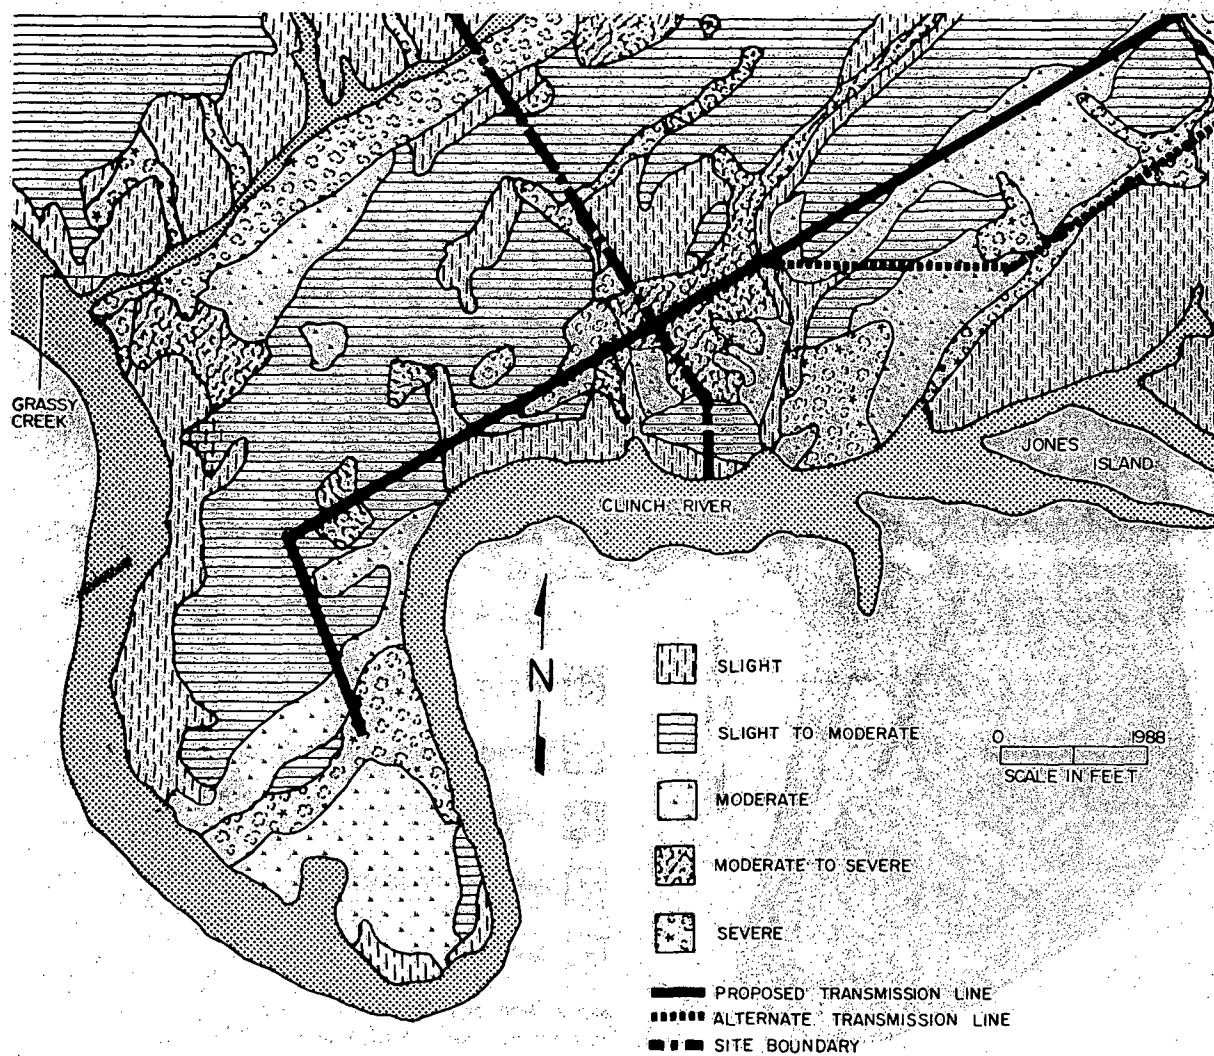 GRASSY
CREEK
JONES
ISLAND
CLINCH RIVER
N
SLIGHT
SLIGHT TO MODERATE
0 1988
SCALE IN FEET
MODERATE
MODERATE TO SEVERE
SEVERE
PROPOSED TRANSMISSION LINE
ALTERNATE TRANSMISSION LINE
SITE BOUNDARY